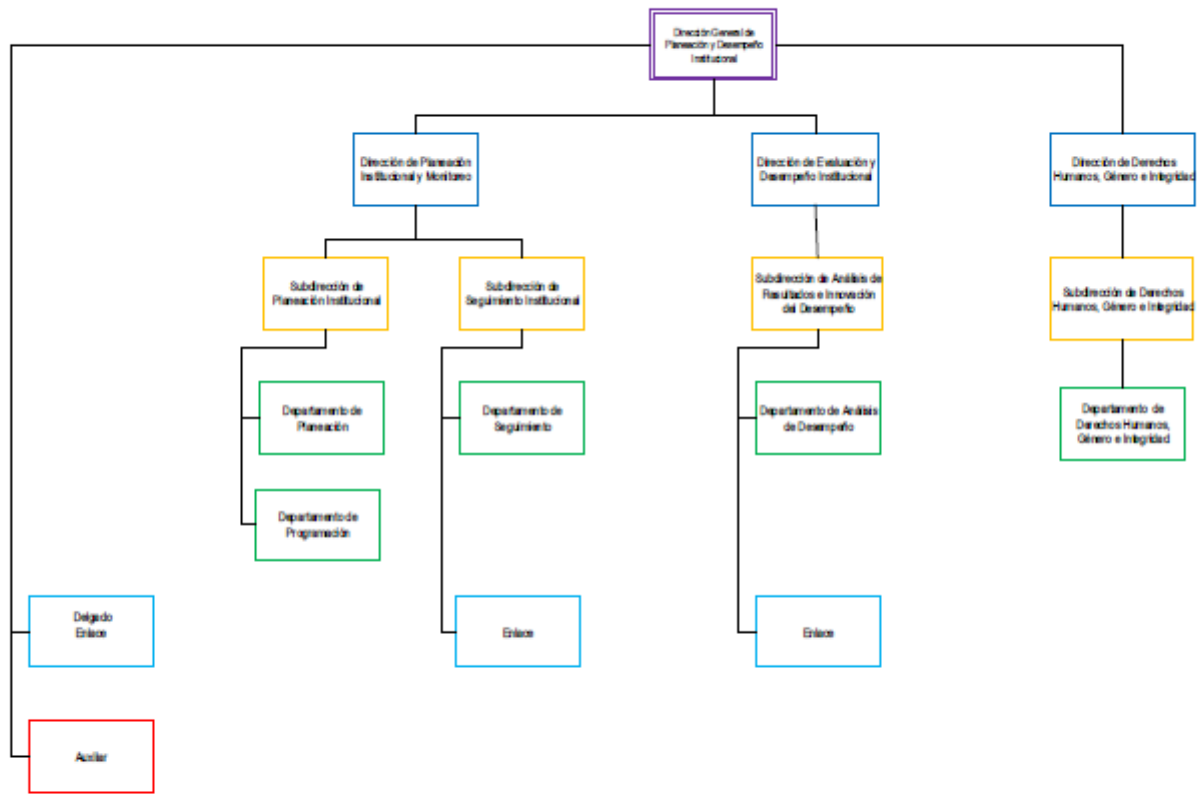 Dirección General de
Planeación y Desempeño
Institucional
Dirección de Planeación
Institucional y Monitoreo
Dirección de Evaluación y
Desempeño Institucional
Dirección de Derechos
Humanos, Género e Integridad
Subdirección de
Planeación Institucional
Subdirección de
Seguimiento Institucional
Subdirección de Análisis de
Resultados e Innovación
del Desempeño
Subdirección de Derechos
Humanos, Género e Integridad
Departamento de
Planeación
Departamento de
Seguimiento
Departamento de Análisis
de Desempeño
Departamento de
Derechos Humanos,
Género e Integridad
Departamento de
Programación
Delgado
Enlace
Enlace
Enlace
Auxiliar